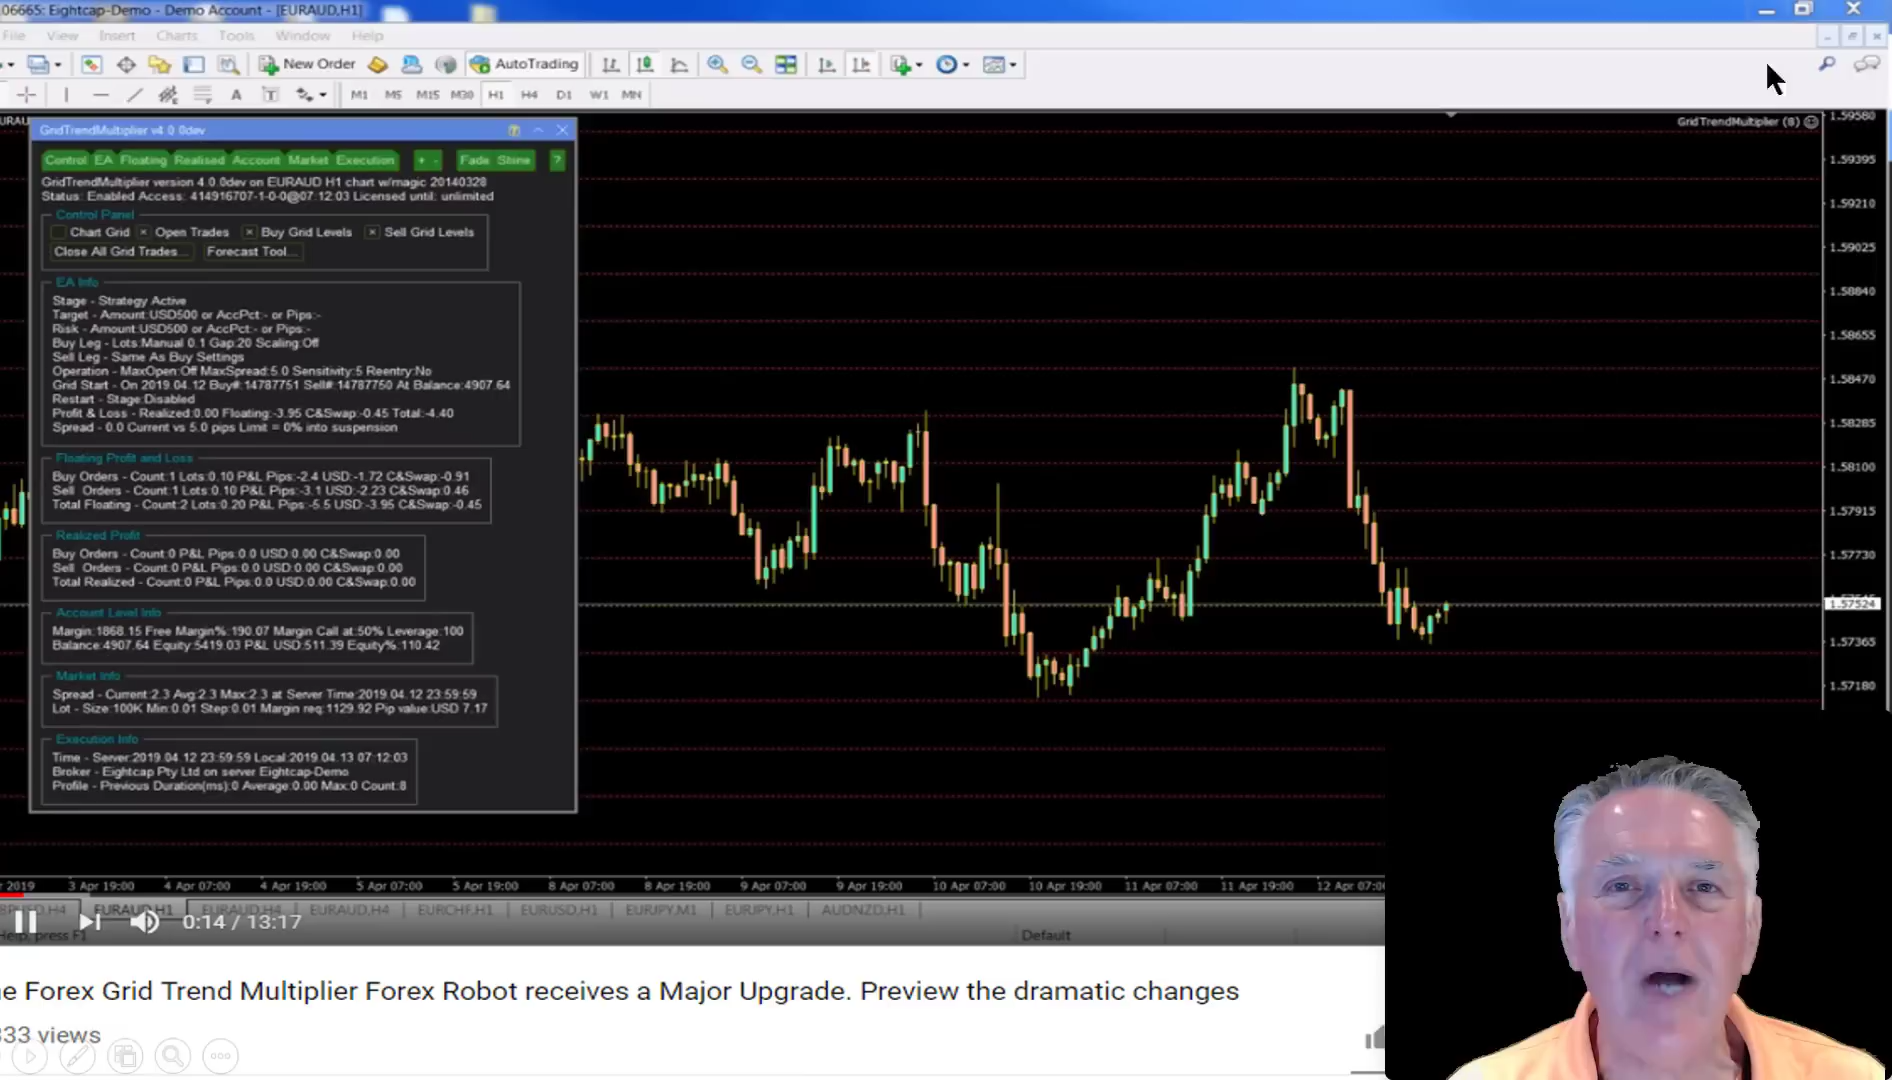 06665: Eightcap-Demo - Demo Account - [EURAUD,H1]
File View Insert Charts Tools Window Help
New Order AutoTrading
A T M1 M5 M15 M30 H1 H4 D1 W1 MN
GridTrendMultiplier v4.0.0dev
GridTrendMultiplier (8)
Control EA Floating Realised Account Market Execution + - Fade Shine ?
GridTrendMultiplier version 4.0.0dev on EURAUD H1 chart w/magic 20140328
Status: Enabled Access: 414916707-1-0-0@07:12:03 Licensed until: unlimited
Control Panel
Chart Grid Open Trades Buy Grid Levels Sell Grid Levels
Close All Grid Trades... Forecast Tool...
EA Info
Stage - Strategy Active
Target - Amount:USD500 or AccPct:- or Pips:-
Risk - Amount:USD500 or AccPct:- or Pips:-
Buy Leg - Lots:Manual 0.1 Gap:20 Scaling:Off
Sell Leg - Same As Buy Settings
Operation - MaxOpen:Off MaxSpread:5.0 Sensitivity:5 Reentry:No
Grid Start - On 2019.04.12 Buy#:14787751 Sell#:14787750 At Balance:4907.64
Restart - Stage:Disabled
Profit & Loss - Realized:0.00 Floating:-3.95 C&Swap:-0.45 Total:-4.40
Spread - 0.0 Current vs 5.0 pips Limit = 0% into suspension
Floating Profit and Loss
Buy Orders - Count:1 Lots:0.10 P&L Pips:-2.4 USD:-1.72 C&Swap:-0.91
Sell Orders - Count:1 Lots:0.10 P&L Pips:-3.1 USD:-2.23 C&Swap:0.46
Total Floating - Count:2 Lots:0.20 P&L Pips:-5.5 USD:-3.95 C&Swap:-0.45
Realized Profit
Buy Orders - Count:0 P&L Pips:0.0 USD:0.00 C&Swap:0.00
Sell Orders - Count:0 P&L Pips:0.0 USD:0.00 C&Swap:0.00
Total Realized - Count:0 P&L Pips:0.0 USD:0.00 C&Swap:0.00
Account Level Info
Margin:1868.15 Free Margin%:190.07 Margin Call at:50% Leverage:100
Balance:4907.64 Equity:5419.03 P&L USD:511.39 Equity%:110.42
Market Info
Spread - Current:2.3 Avg:2.3 Max:2.3 at Server Time:2019.04.12 23:59:59
Lot - Size:100K Min:0.01 Step:0.01 Margin req:1129.92 Pip value:USD 7.17
Execution Info
Time - Server:2019.04.12 23:59:59 Local:2019.04.13 07:12:03
Broker - Eightcap Pty Ltd on server Eightcap-Demo
Profile - Previous Duration(ms):0 Average:0.00 Max:0 Count:8
1.59580
1.59395
1.59210
1.59025
1.58840
1.58655
1.58470
1.58285
1.58100
1.57915
1.57730
1.57524
1.57365
1.57180
2019 3 Apr 19:00 4 Apr 07:00 4 Apr 19:00 5 Apr 07:00 5 Apr 19:00 8 Apr 07:00 8 Apr 19:00 9 Apr 07:00 9 Apr 19:00 10 Apr 07:00 10 Apr 19:00 11 Apr 07:00 11 Apr 19:00 12 Apr 07:0
EURAUD,H1 EURAUD,H4 EURAUD,H4 EURCHF,H1 EURUSD,H1 EURJPY,M1 EURJPY,H1 AUDNZD,H1
0:14 / 13:17
Help, press F1 Default
e Forex Grid Trend Multiplier Forex Robot receives a Major Upgrade. Preview the dramatic changes
333 views